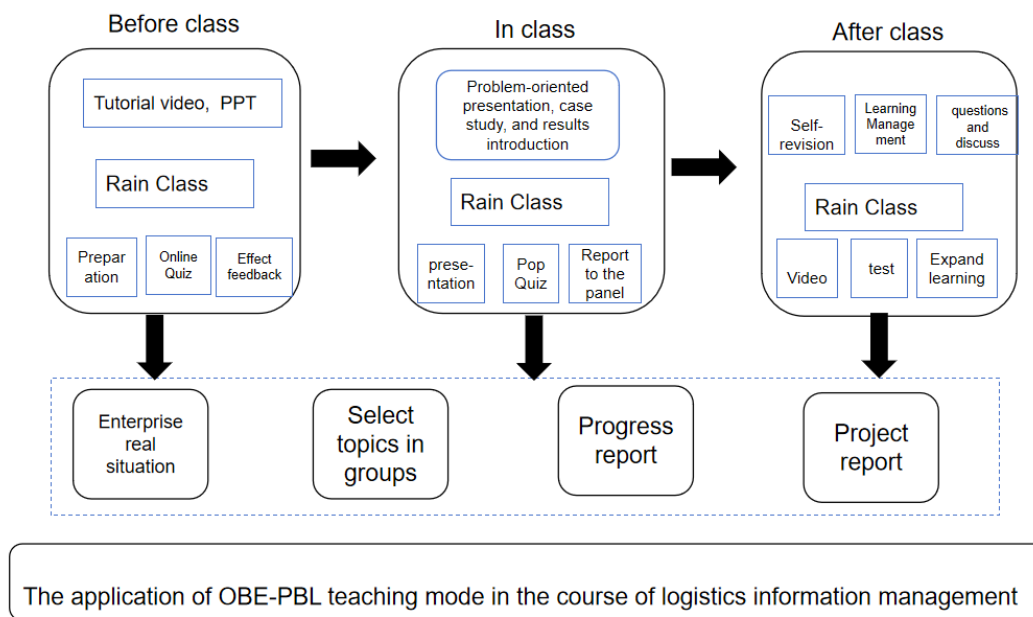 Before class
In class
After class
Tutorial video, PPT
Rain Class
Prepar
ation
Online
Quiz
Effect
feedback
Problem-oriented
presentation, case
study, and results
introduction
Rain Class
prese-
ntation
Pop
Quiz
Report
to the
panel
Self-
revision
Learning
Manage
ment
questions
and
discuss
Rain Class
Video
test
Expand
learning
Enterprise
real
situation
Select
topics in
groups
Progress
report
Project
report
The application of OBE-PBL teaching mode in the course of logistics information management